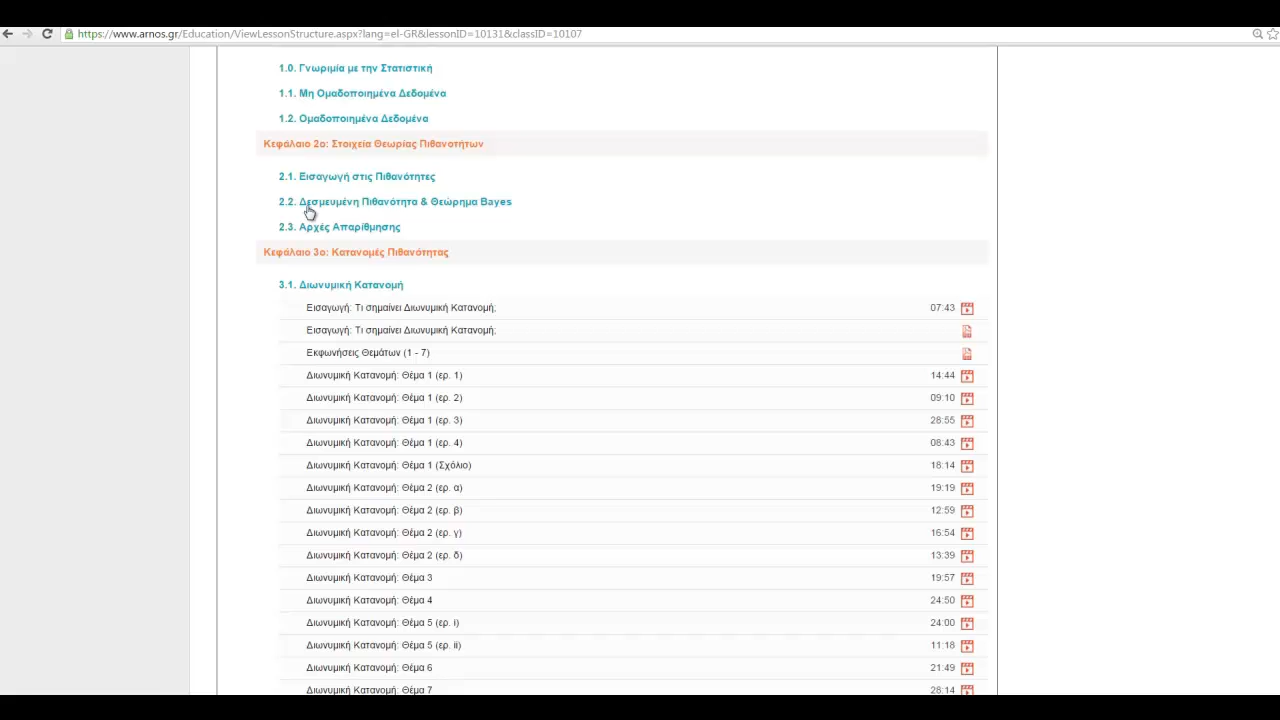 https://www.arnos.gr/Education/ViewLessonStructure.aspx?lang=el-GR&lessonID=10131&classID=10107
1.0. Γνωριμία με την Στατιστική
1.1. Μη Ομαδοποιημένα Δεδομένα
1.2. Ομαδοποιημένα Δεδομένα
Κεφάλαιο 2ο: Στοιχεία Θεωρίας Πιθανοτήτων
2.1. Εισαγωγή στις Πιθανότητες
2.2. Δεσμευμένη Πιθανότητα & Θεώρημα Bayes
2.3. Αρχές Απαρίθμησης
Κεφάλαιο 3ο: Κατανομές Πιθανότητας
3.1. Διωνυμική Κατανομή
Εισαγωγή: Τι σημαίνει Διωνυμική Κατανομή; 07:43
Εισαγωγή: Τι σημαίνει Διωνυμική Κατανομή;
Εκφωνήσεις Θεμάτων (1 - 7)
Διωνυμική Κατανομή: Θέμα 1 (ερ. 1) 14:44
Διωνυμική Κατανομή: Θέμα 1 (ερ. 2) 09:10
Διωνυμική Κατανομή: Θέμα 1 (ερ. 3) 28:55
Διωνυμική Κατανομή: Θέμα 1 (ερ. 4) 08:43
Διωνυμική Κατανομή: Θέμα 1 (Σχόλιο) 18:14
Διωνυμική Κατανομή: Θέμα 2 (ερ. α) 19:19
Διωνυμική Κατανομή: Θέμα 2 (ερ. β) 12:59
Διωνυμική Κατανομή: Θέμα 2 (ερ. γ) 16:54
Διωνυμική Κατανομή: Θέμα 2 (ερ. δ) 13:39
Διωνυμική Κατανομή: Θέμα 3 19:57
Διωνυμική Κατανομή: Θέμα 4 24:50
Διωνυμική Κατανομή: Θέμα 5 (ερ. i) 24:00
Διωνυμική Κατανομή: Θέμα 5 (ερ. ii) 11:18
Διωνυμική Κατανομή: Θέμα 6 21:49
Διωνυμική Κατανομή: Θέμα 7 28:14